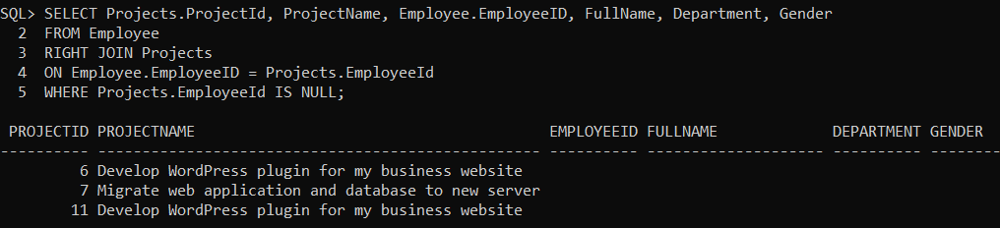 SQL> SELECT Projects.ProjectId, ProjectName, Employee.EmployeeID, FullName, Department, Gender
2 FROM Employee
3 RIGHT JOIN Projects
4 ON Employee.EmployeeID = Projects.EmployeeId
5 WHERE Projects.EmployeeId IS NULL;
PROJECTID PROJECTNAME EMPLOYEEID FULLNAME DEPARTMENT GENDER
---------- -------------------------------------------------- ---------- -------------------- ---------- --------
6 Develop WordPress plugin for my business website
7 Migrate web application and database to new server
11 Develop WordPress plugin for my business website